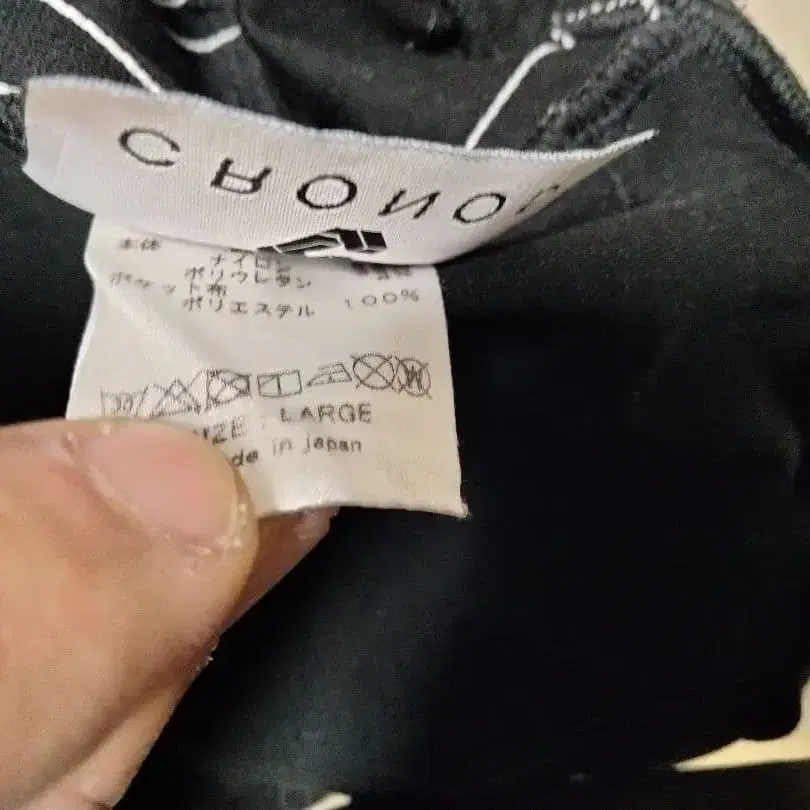 CRONO
本体
ナイロン
ポリウレタン
ポケット布
ポリエステル 100%
SIZE : LARGE
made in japan